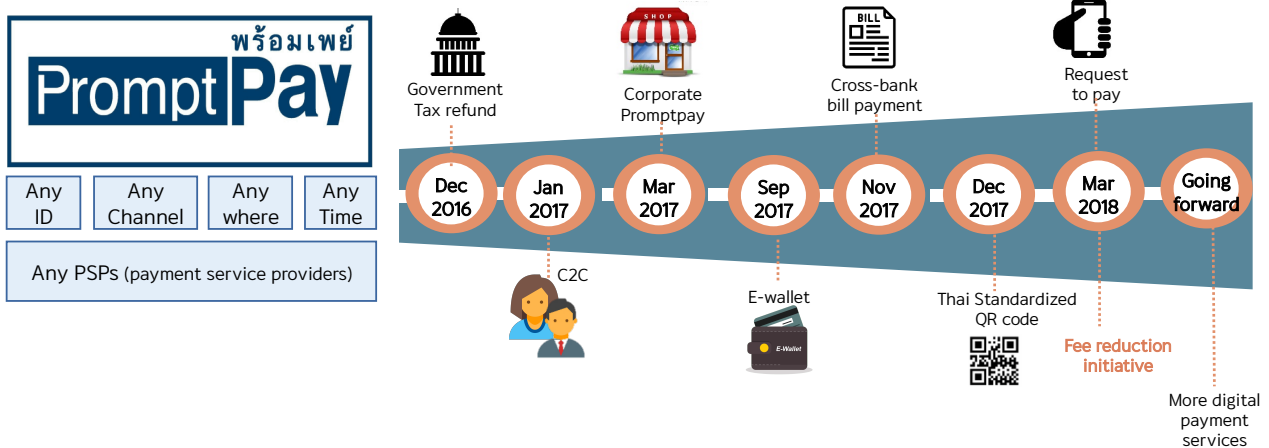 พร้อมเพย์
PromptPay
Any
ID
Any
Channel
Any
where
Any
Time
Any PSPs (payment service providers)
Government
Tax refund
SHOP
Corporate
Promptpay
BILL
Cross-bank
bill payment
Request
to pay
Dec
2016
Jan
2017
Mar
2017
Sep
2017
Nov
2017
Dec
2017
Mar
2018
Going
forward
C2C
E-wallet
E-Wallet
Thai Standardized
QR code
Fee reduction
initiative
More digital
payment
services